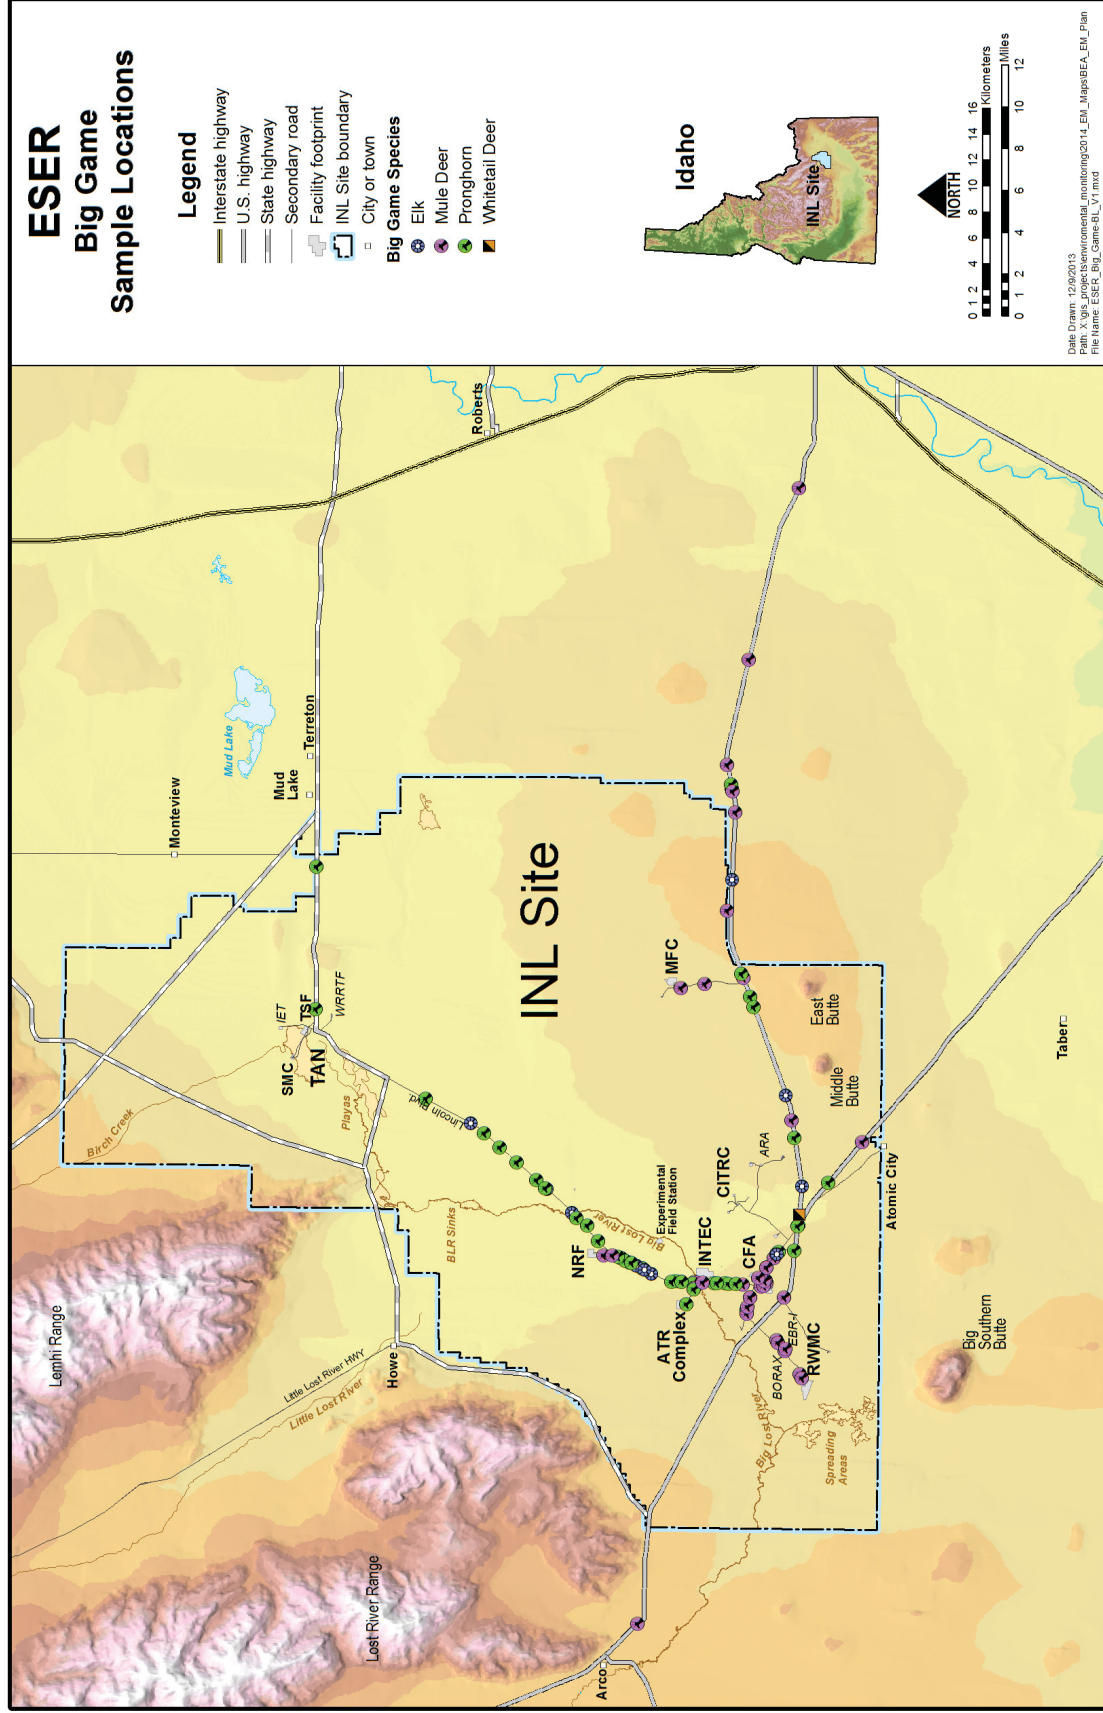 ESER
Big Game
Sample Locations
Legend
Interstate highway
U.S. highway
State highway
Secondary road
Facility footprint
INL Site boundary
City or town
Big Game Species
Elk
Mule Deer
Pronghorn
Whitetail Deer
Idaho
INL Site
NORTH
0 1 2 4 6 8 10 12 14 16
Kilometers
Miles
0 1 2 4 6 8 10 12
Date Drawn: 12/9/2013
Path: X:\gis_projects\enviromental_monitoring\2014_EM_Maps\BEA_EM_Plan
File Name: ESER_Big_Game-BL_V1.mxd
Lemhi Range
Lost River Range
Birch Creek
Monteview
Mud Lake
Mud
Lake
Terreton
Roberts
IET
TSF
SMC
TAN
WRRTF
Playas
Lincoln Blvd.
Little Lost River HWY
Little Lost River
Howe
BLR Sinks
INL Site
Big Lost River
Experimental
Field Station
NRF
INTEC
CFA
CITRC
ARA
MFC
ATR
Complex
Arco
BORAX
EBR-I
RWMC
Big Lost River
Spreading
Areas
East
Butte
Middle
Butte
Atomic City
Taber
Big
Southern
Butte